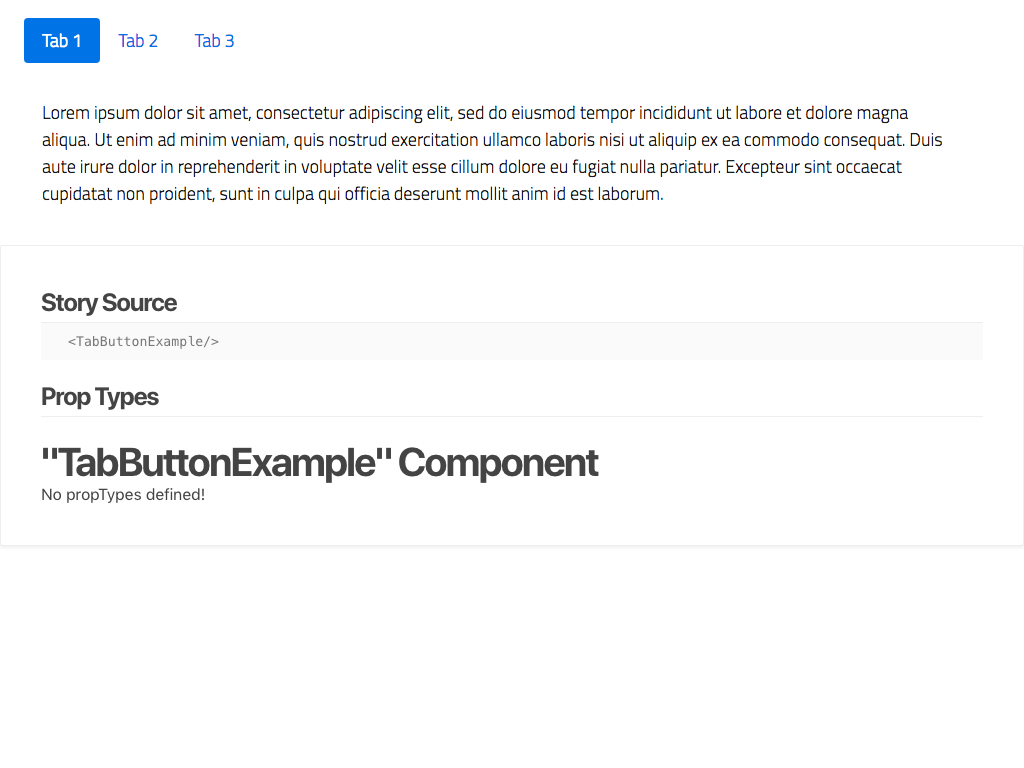 Tab 1 Tab 2 Tab 3
Lorem ipsum dolor sit amet, consectetur adipiscing elit, sed do eiusmod tempor incididunt ut labore et dolore magna
aliqua. Ut enim ad minim veniam, quis nostrud exercitation ullamco laboris nisi ut aliquip ex ea commodo consequat. Duis
aute irure dolor in reprehenderit in voluptate velit esse cillum dolore eu fugiat nulla pariatur. Excepteur sint occaecat
cupidatat non proident, sunt in culpa qui officia deserunt mollit anim id est laborum.
Story Source
<TabButtonExample/>
Prop Types
"TabButtonExample" Component
No propTypes defined!